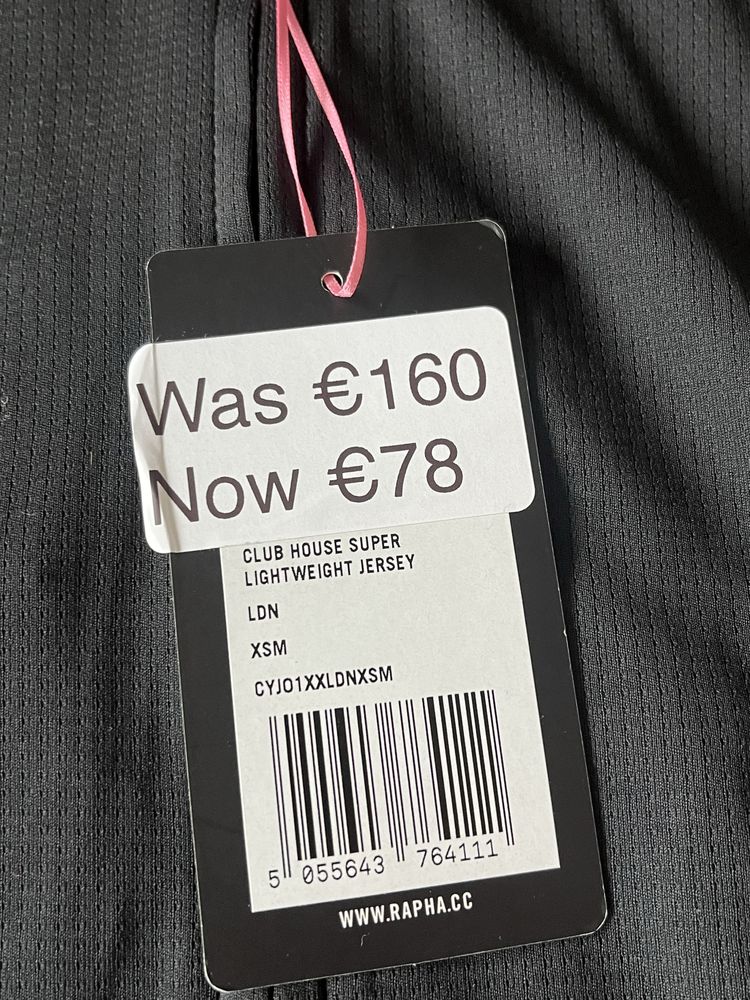 Was €160
Now €78
CLUB HOUSE SUPER
LIGHTWEIGHT JERSEY
LDN
XSM
CYJ01XXLDNXSM
5 055643 764111
WWW.RAPHA.CC